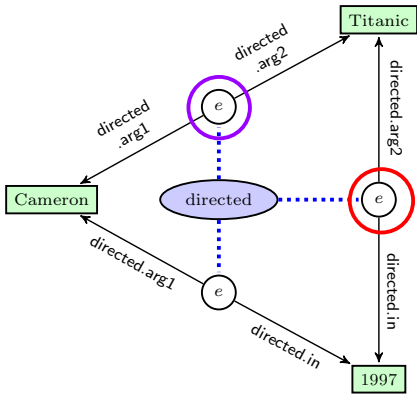 Titanic
directed
.arg2
e
directed
.arg1
directed.arg2
Cameron
directed
e
directed.arg1
directed.in
e
directed.in
1997